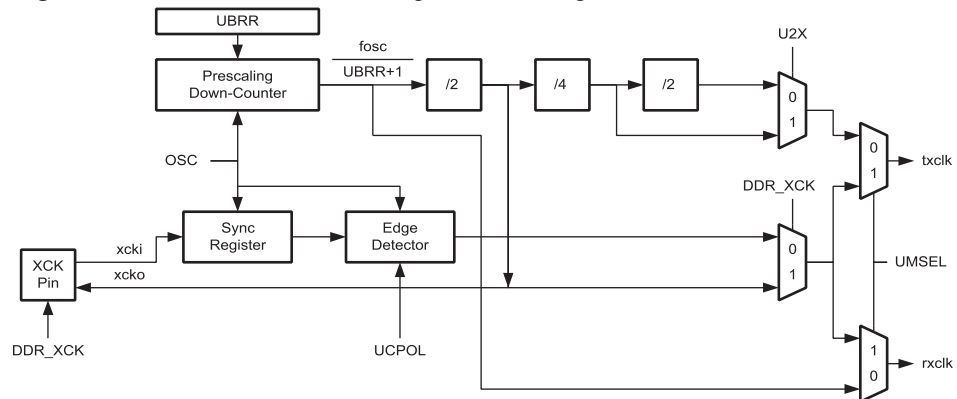 UBRR
fosc
UBRR+1
Prescaling
Down-Counter
/2
/4
/2
U2X
0
1
OSC
0
1
txclk
DDR_XCK
Sync
Register
Edge
Detector
0
1
xcki
XCK
Pin
xcko
UMSEL
DDR_XCK
UCPOL
1
0
rxclk